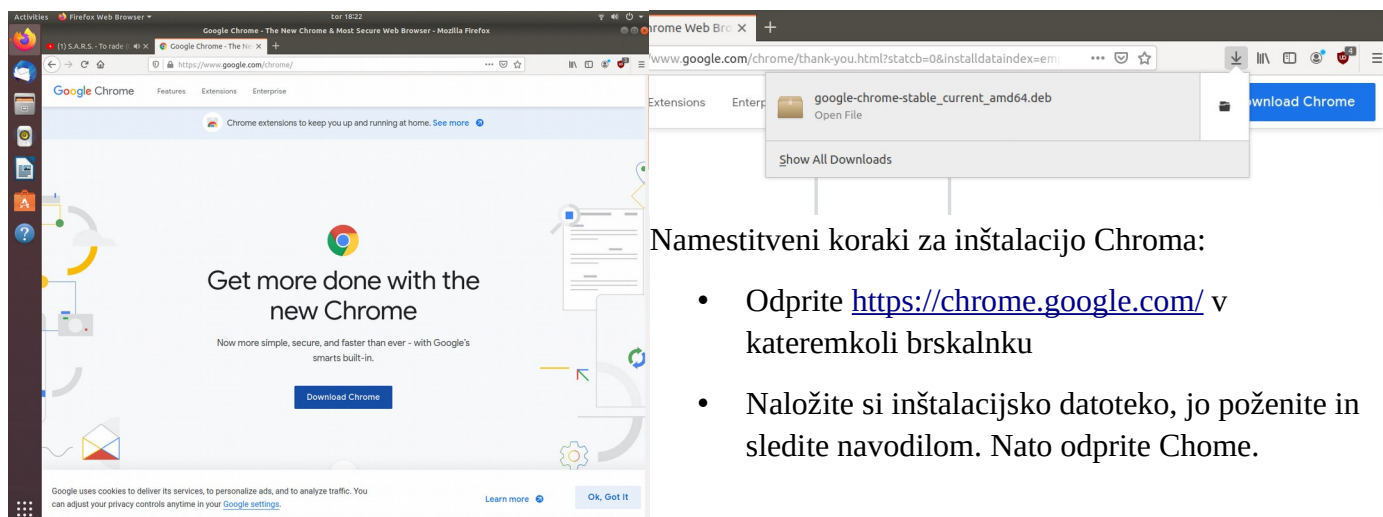 Activities Firefox Web Browser tor 18:22
Google Chrome - The New Chrome & Most Secure Web Browser - Mozilla Firefox
(1) S.A.R.S. - To rade Google Chrome - The Ne
https://www.google.com/chrome/
Google Chrome Features Extensions Enterprise
Chrome extensions to keep you up and running at home. See more
Get more done with the
new Chrome
Now more simple, secure, and faster than ever - with Google's
smarts built-in.
Download Chrome
Google uses cookies to deliver its services, to personalize ads, and to analyze traffic. You
can adjust your privacy controls anytime in your Google settings.
Learn more
Ok, Got It
rome Web Bro
/www.google.com/chrome/thank-you.html?statcb=0&installdataindex=em
Extensions Enterp
wnload Chrome
google-chrome-stable_current_amd64.deb
Open File
Show All Downloads
Namestitveni koraki za inštalacijo Chroma:
• Odprite https://chrome.google.com/ v
kateremkoli brskalnku
• Naložite si inštalacijsko datoteko, jo poženite in
sledite navodilom. Nato odprite Chome.